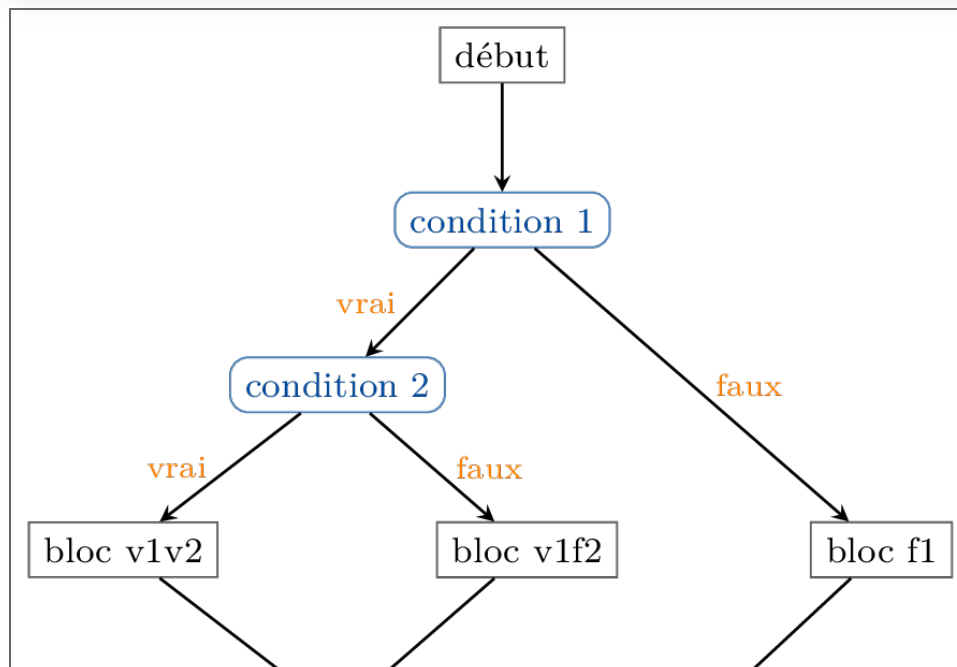 début
condition 1
vrai
condition 2
faux
vrai
faux
bloc v1v2
bloc v1f2
bloc f1